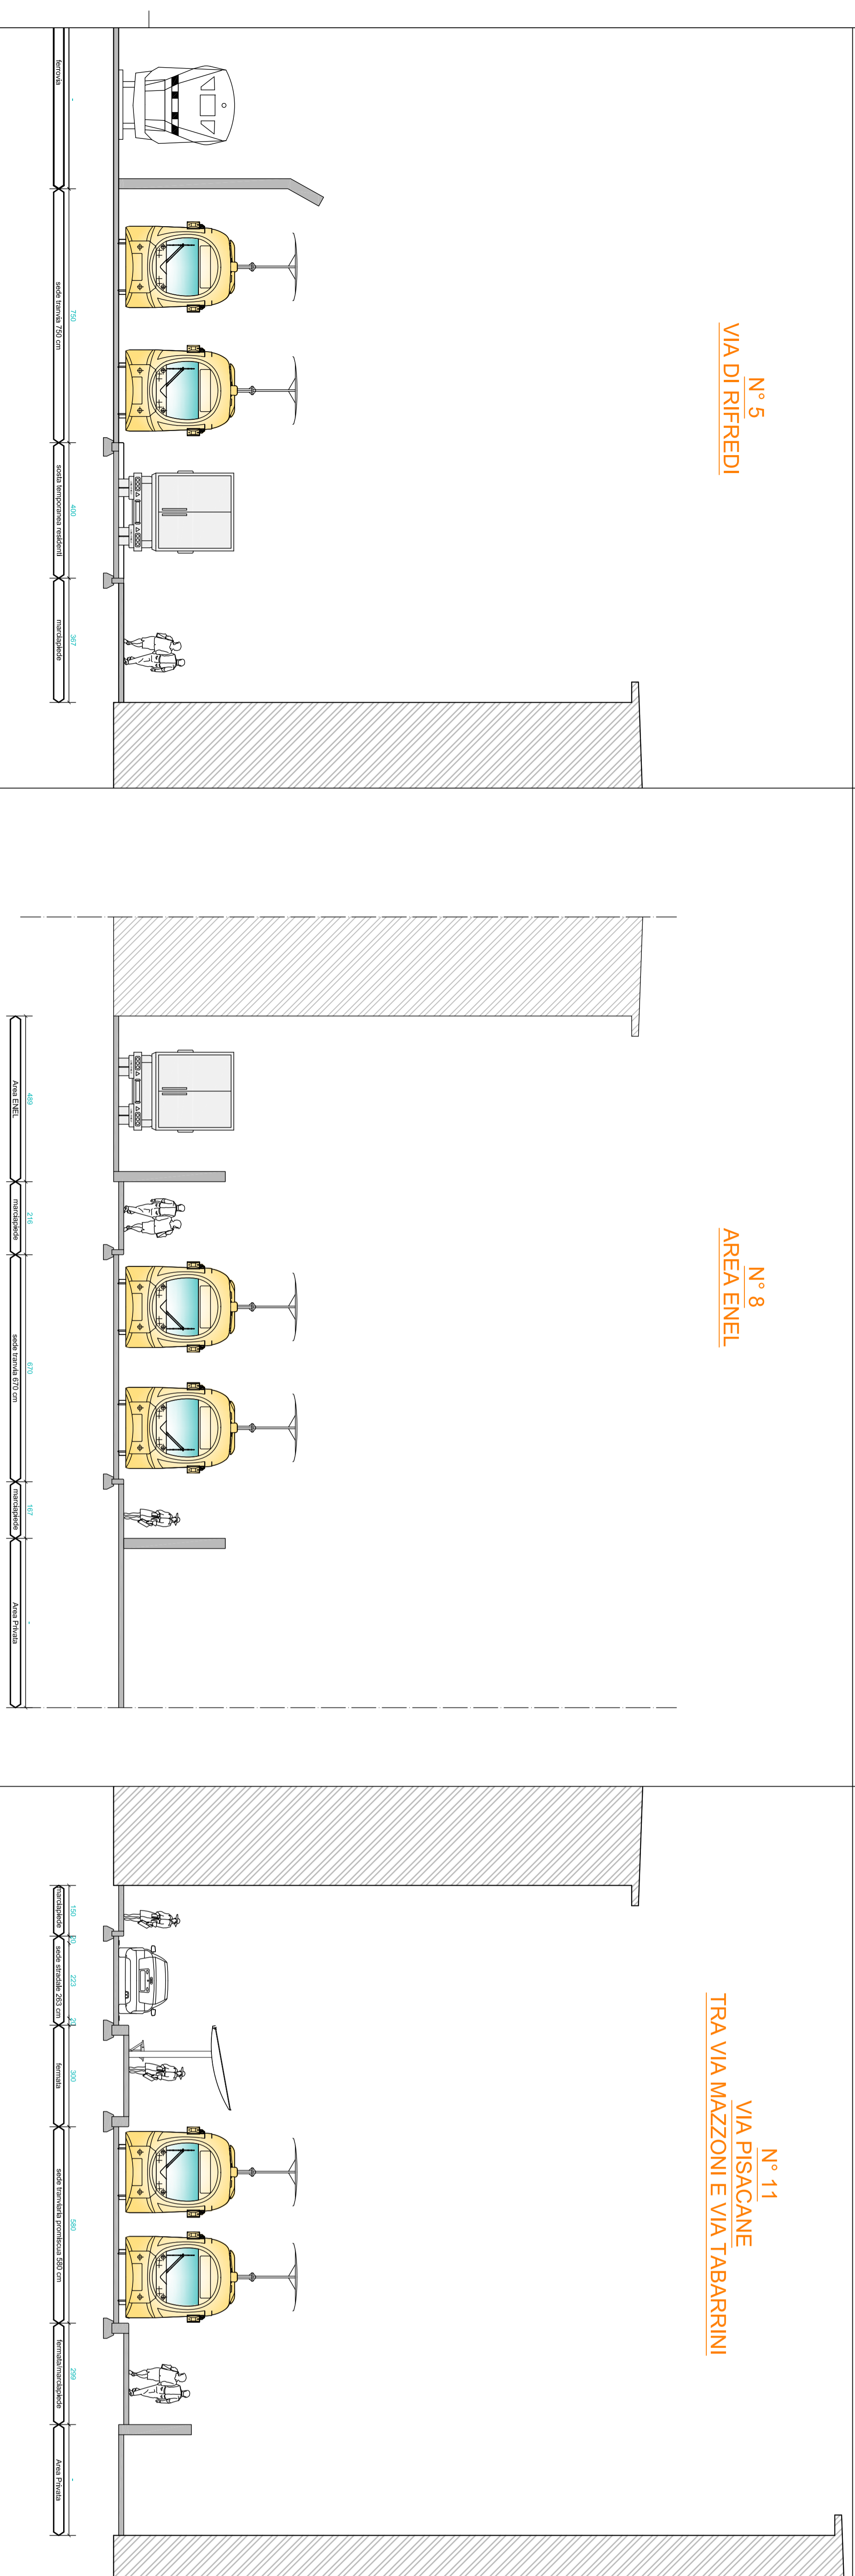 N° 5
VIA DI RIFREDI
-
750
400
367
ferrovia
sede tranvia 750 cm
sosta temporanea residenti
marciapiede
N° 8
AREA ENEL
489
216
670
167
-
Area ENEL
marciapiede
sede tranvia 670 cm
marciapiede
Area Privata
N° 11
VIA PISACANE
TRA VIA MAZZONI E VIA TABARRINI
150
20
223
20
300
580
299
-
marciapiede
sede stradale 263 cm
fermata
sede tranviaria promiscua 580 cm
fermata/marciapiede
Area Privata